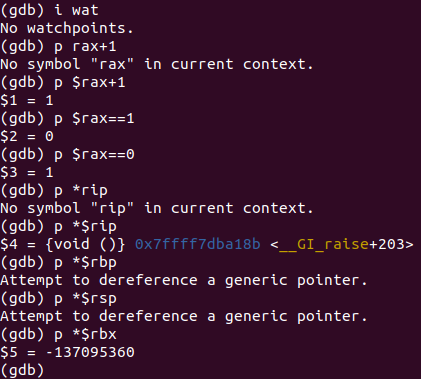 (gdb) i wat
No watchpoints.
(gdb) p rax+1
No symbol "rax" in current context.
(gdb) p $rax+1
$1 = 1
(gdb) p $rax==1
$2 = 0
(gdb) p $rax==0
$3 = 1
(gdb) p *rip
No symbol "rip" in current context.
(gdb) p *$rip
$4 = {void ()} 0x7ffff7dba18b <__GI_raise+203>
(gdb) p *$rbp
Attempt to dereference a generic pointer.
(gdb) p *$rsp
Attempt to dereference a generic pointer.
(gdb) p *$rbx
$5 = -137095360
(gdb)